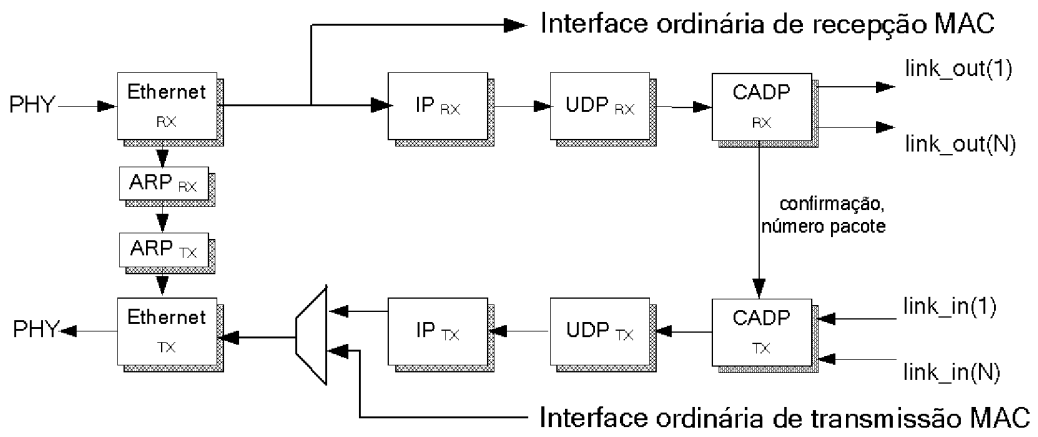 Interface ordinária de recepção MAC
PHY
Ethernet
RX
IP RX
UDP RX
CADP
RX
link_out(1)
link_out(N)
ARP RX
confirmação,
número pacote
ARP TX
PHY
Ethernet
TX
IP TX
UDP TX
CADP
TX
link_in(1)
link_in(N)
Interface ordinária de transmissão MAC